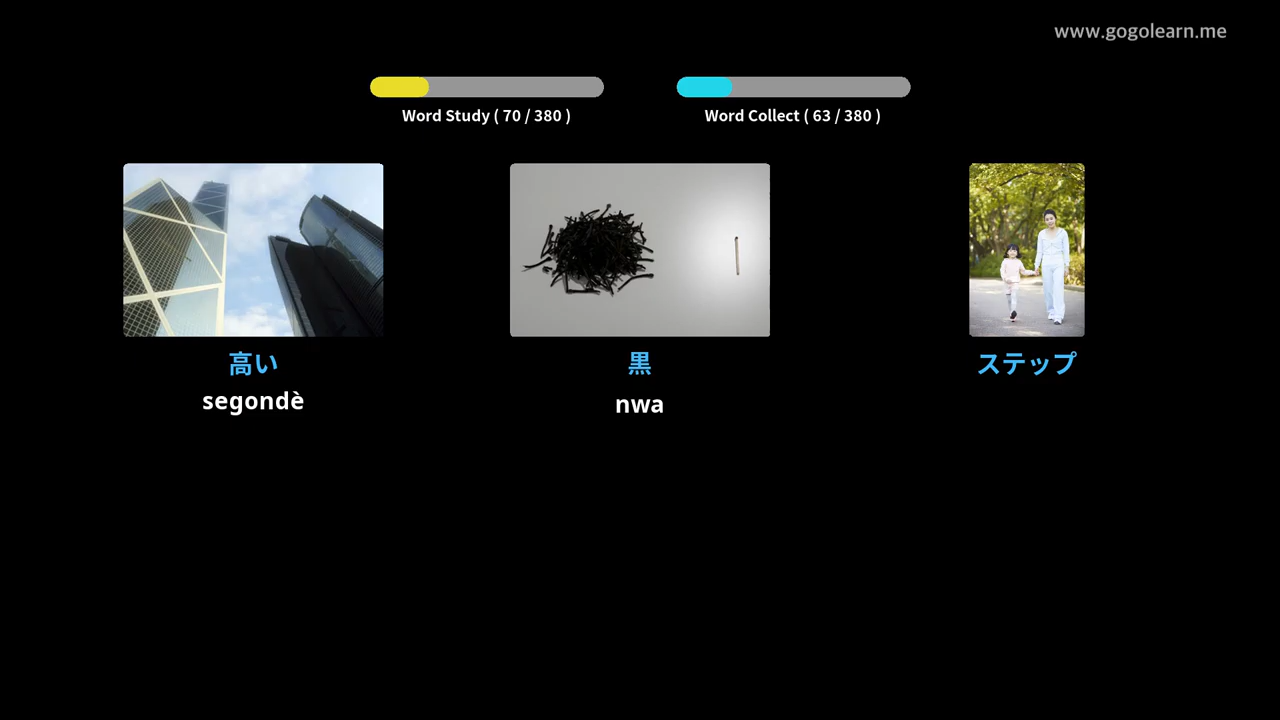 www.gogolearn.me
Word Study ( 70 / 380 )
Word Collect ( 63 / 380 )
高い
segondè
黒
nwa
ステップ